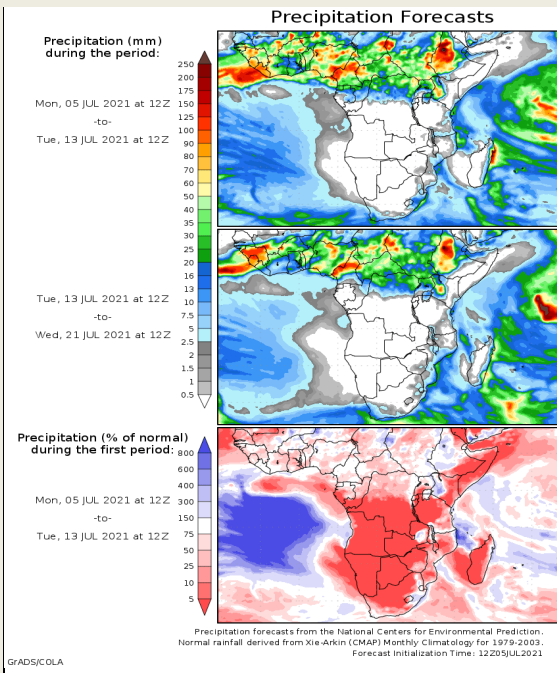 Precipitation Forecasts
Precipitation (mm)
during the period:
Mon, 05 JUL 2021 at 12Z
-to-
Tue, 13 JUL 2021 at 12Z
250
200
175
150
125
100
90
80
70
60
50
40
35
30
25
20
16
13
10
7.5
5
2.5
2
1.5
1
0.5
Tue, 13 JUL 2021 at 12Z
-to-
Wed, 21 JUL 2021 at 12Z
Precipitation (% of normal)
during the first period:
Mon, 05 JUL 2021 at 12Z
-to-
Tue, 13 JUL 2021 at 12Z
800
600
400
300
150
75
50
25
10
5
Precipitation forecasts from the National Centers for Environmental Prediction.
Normal rainfall derived from Xie-Arkin (CMAP) Monthly Climatology for 1979-2003.
Forecast Initialization Time: 12Z05JUL2021
GrADS/COLA